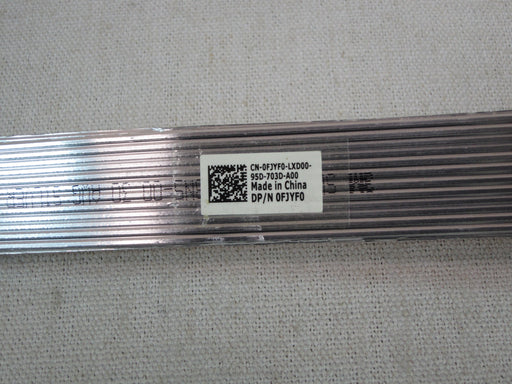 CN-0FJYF0-LXD00-
95D-703D-A00
Made in China
DP/N 0FJYF0